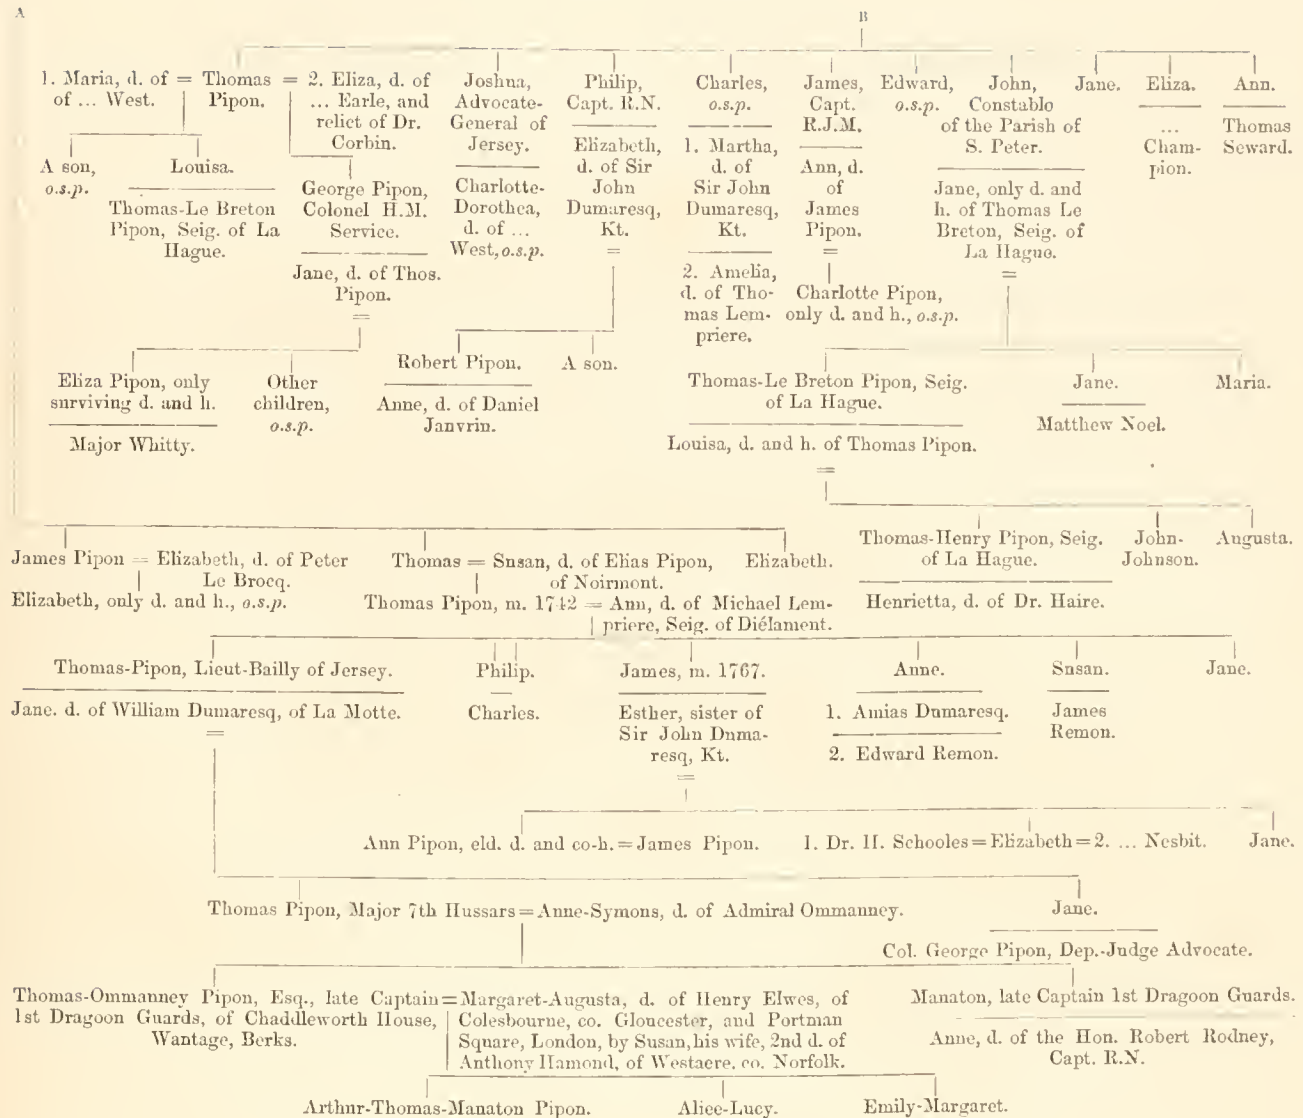 A
B
1. Maria, d. of = Thomas = 2. Eliza, d. of
of ... West. Pipon. ... Earle, and
relict of Dr.
Corbin.
Joshua,
Advocate-
General of
Jersey.
Charlotte-
Dorothea,
d. of ...
West, o.s.p.
Philip,
Capt. R.N.
Elizabeth,
d. of Sir
John
Dumaresq,
Kt.
=
Charles,
o.s.p.
1. Martha,
d. of
Sir John
Dumaresq,
Kt.
2. Amelia,
d. of Tho-
mas Lem-
priere.
James,
Capt.
R.J.M.
Ann, d.
of
James
Pipon.
=
Charlotte Pipon,
only d. and h., o.s.p.
Edward,
o.s.p.
John,
Constable
of the Parish of
S. Peter.
Jane, only d. and
h. of Thomas Le
Breton, Seig. of
La Hague.
=
Jane.
Eliza.
...
Cham-
pion.
Ann.
Thomas
Seward.
A son,
o.s.p.
Louisa.
Thomas-Le Breton
Pipon, Seig. of La
Hague.
George Pipon,
Colonel H.M.
Service.
Jane, d. of Thos.
Pipon.
=
Eliza Pipon, only
surviving d. and h.
Major Whitty.
Other
children,
o.s.p.
Robert Pipon.
Anne, d. of Daniel
Janvrin.
A son.
Thomas-Le Breton Pipon, Seig.
of La Hague.
Louisa, d. and h. of Thomas Pipon.
=
Jane.
Matthew Noel.
Maria.
Thomas-Henry Pipon, Seig.
of La Hague.
Henrietta, d. of Dr. Haire.
John-
Johnson.
Augusta.
James Pipon = Elizabeth, d. of Peter
Le Brocq.
Elizabeth, only d. and h., o.s.p.
Thomas = Susan, d. of Elias Pipon,
of Noirmont.
Elizabeth.
Thomas Pipon, m. 1742 = Ann, d. of Michael Lem-
priere, Seig. of Diélament.
Thomas-Pipon, Lieut-Bailly of Jersey.
Jane. d. of William Dumaresq, of La Motte.
=
Philip.
Charles.
James, m. 1767.
Esther, sister of
Sir John Duma-
resq, Kt.
=
Anne.
1. Amias Dumaresq.
2. Edward Remon.
Susan.
James
Remon.
Jane.
Ann Pipon, eld. d. and co-h. = James Pipon.
1. Dr. H. Schooles = Elizabeth = 2. ... Nesbit.
Jane.
Thomas Pipon, Major 7th Hussars = Anne-Symons, d. of Admiral Ommanney.
Jane.
Col. George Pipon, Dep.-Judge Advocate.
Thomas-Ommanney Pipon, Esq., late Captain = Margaret-Augusta, d. of Henry Elwes, of
1st Dragoon Guards, of Chaddleworth House, Colesbourne, co. Gloucester, and Portman
Wantage, Berks. Square, London, by Susan, his wife, 2nd d. of
Anthony Hamond, of Westacre, co. Norfolk.
Manaton, late Captain 1st Dragoon Guards.
Anne, d. of the Hon. Robert Rodney,
Capt. R.N.
Arthur-Thomas-Manaton Pipon.
Alice-Lucy.
Emily-Margaret.